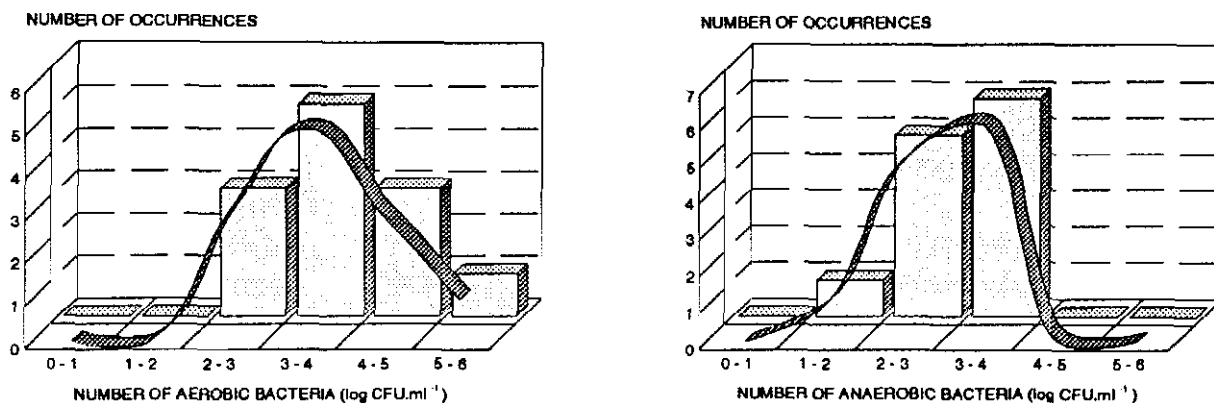 NUMBER OF OCCURRENCES
6
5
4
3
2
1
0
0 - 1 1 - 2 2 - 3 3 - 4 4 - 5 5 - 6
NUMBER OF AEROBIC BACTERIA (log CFU.ml⁻¹)
NUMBER OF OCCURRENCES
7
6
5
4
3
2
1
0
0 - 1 1 - 2 2 - 3 3 - 4 4 - 5 5 - 6
NUMBER OF ANAEROBIC BACTERIA (log CFU.ml⁻¹)